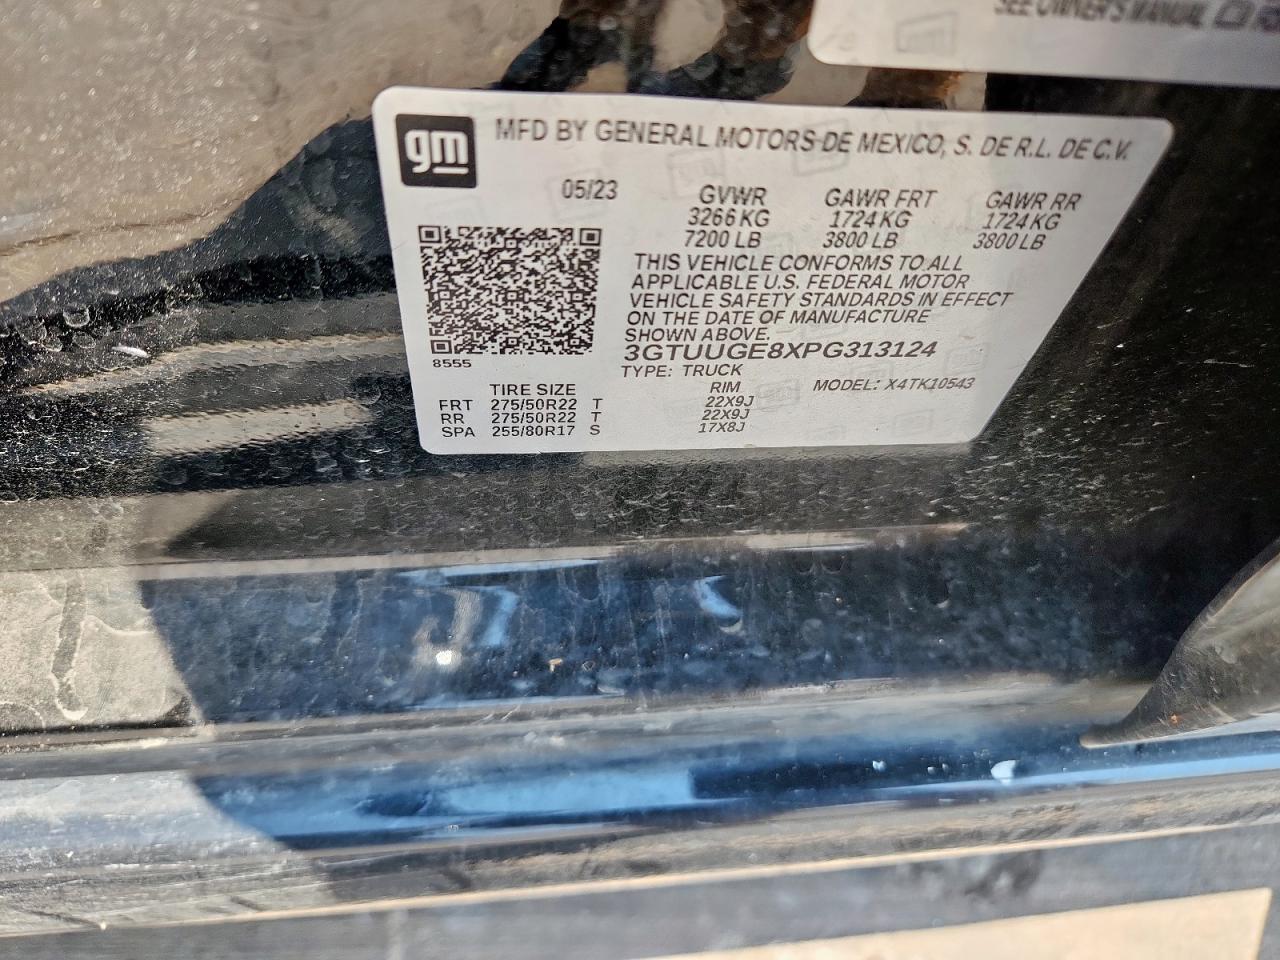 SEE OWNER'S MANUAL
gm
MFD BY GENERAL MOTORS DE MEXICO, S. DE R.L. DE C.V.
05/23 GVWR GAWR FRT GAWR RR
3266 KG 1724 KG 1724 KG
7200 LB 3800 LB 3800 LB
THIS VEHICLE CONFORMS TO ALL
APPLICABLE U.S. FEDERAL MOTOR
VEHICLE SAFETY STANDARDS IN EFFECT
ON THE DATE OF MANUFACTURE
SHOWN ABOVE.
3GTUUGE8XPG313124
8555
TYPE: TRUCK
TIRE SIZE RIM MODEL: X4TK10543
FRT 275/50R22 T 22X9J
RR 275/50R22 T 22X9J
SPA 255/80R17 S 17X8J